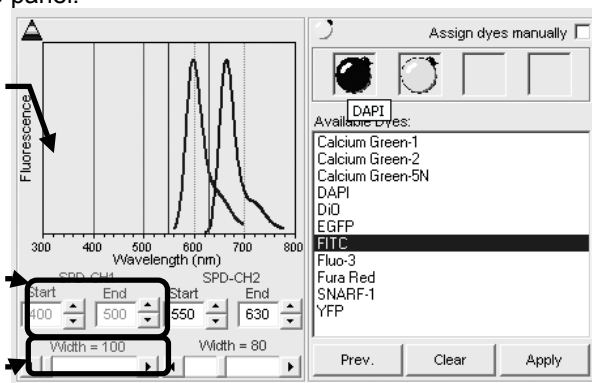 panel.
Assign dyes manually
DAPI
Available Dyes:
Calcium Green-1
Calcium Green-2
Calcium Green-5N
DAPI
DiO
EGFP
FITC
Fluo-3
Fura Red
SNARF-1
YFP
Prev. Clear Apply
Fluorescence
300 400 500 600 700 800
Wavelength (nm)
SPD-CH1 SPD-CH2
Start End Start End
400 500 550 630
Width = 100 Width = 80